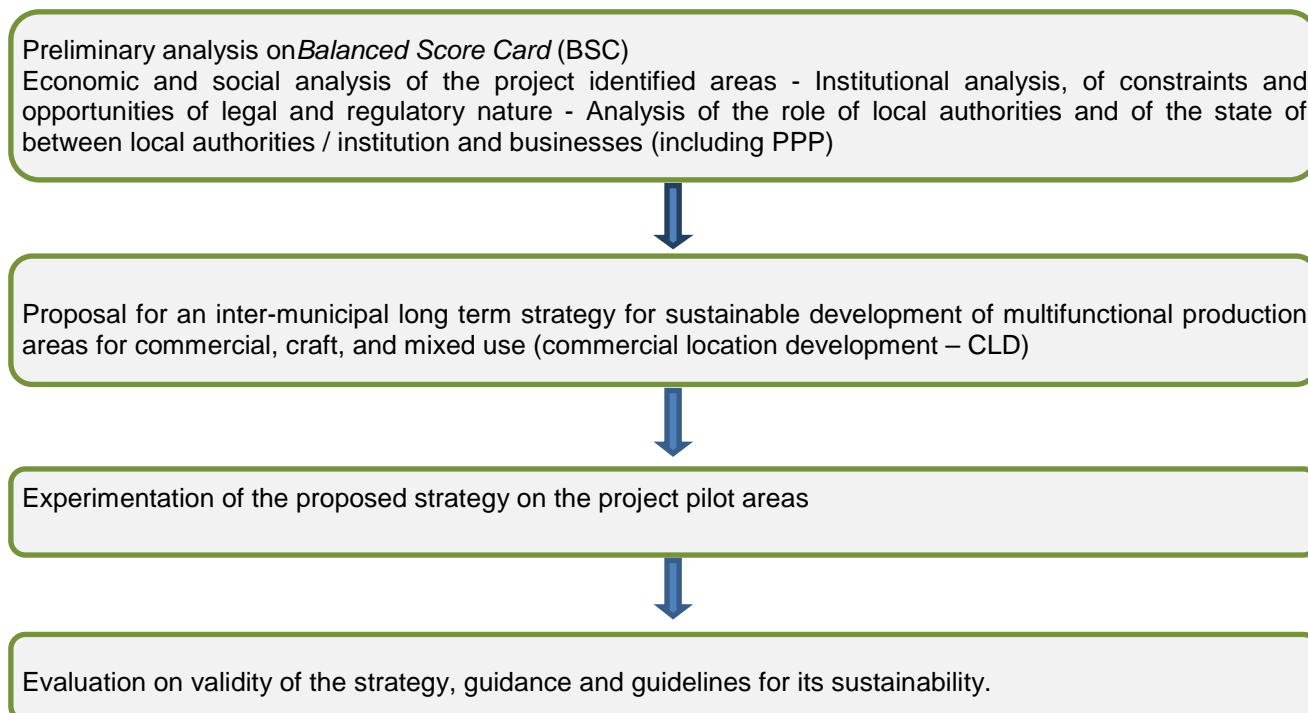 Preliminary analysis onBalanced Score Card (BSC)
Economic and social analysis of the project identified areas - Institutional analysis, of constraints and
opportunities of legal and regulatory nature - Analysis of the role of local authorities and of the state of
between local authorities / institution and businesses (including PPP)
Proposal for an inter-municipal long term strategy for sustainable development of multifunctional production
areas for commercial, craft, and mixed use (commercial location development – CLD)
Experimentation of the proposed strategy on the project pilot areas
Evaluation on validity of the strategy, guidance and guidelines for its sustainability.